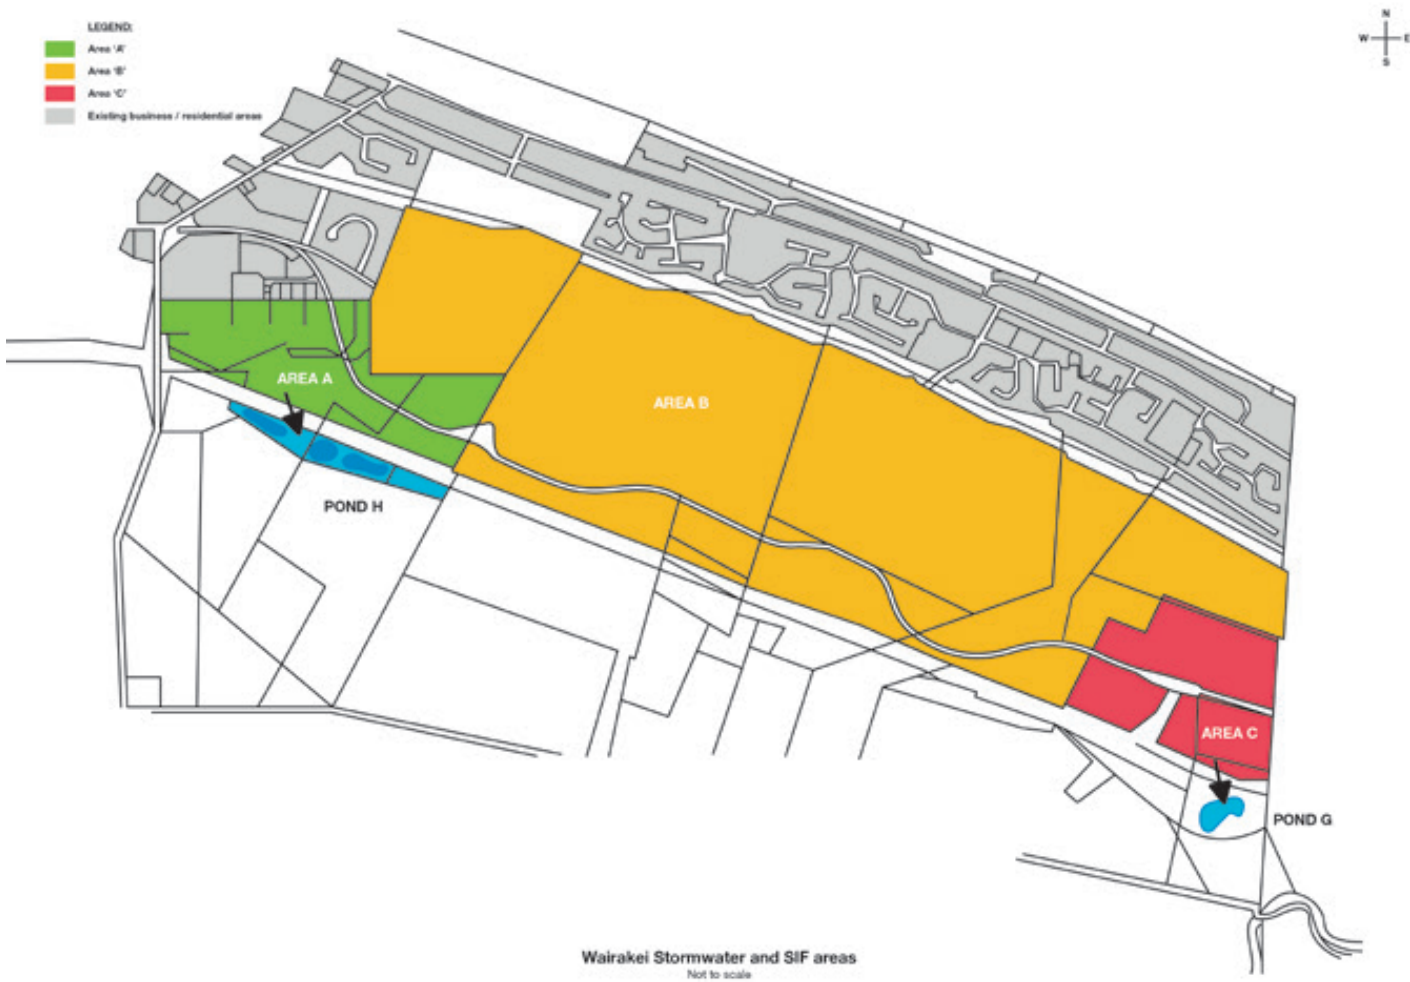 LEGEND:
Area 'A'
Area 'B'
Area 'C'
Existing business / residential areas
N
W E
S
AREA A
AREA B
POND H
AREA C
POND G
Wairakei Stormwater and SIF areas
Not to scale